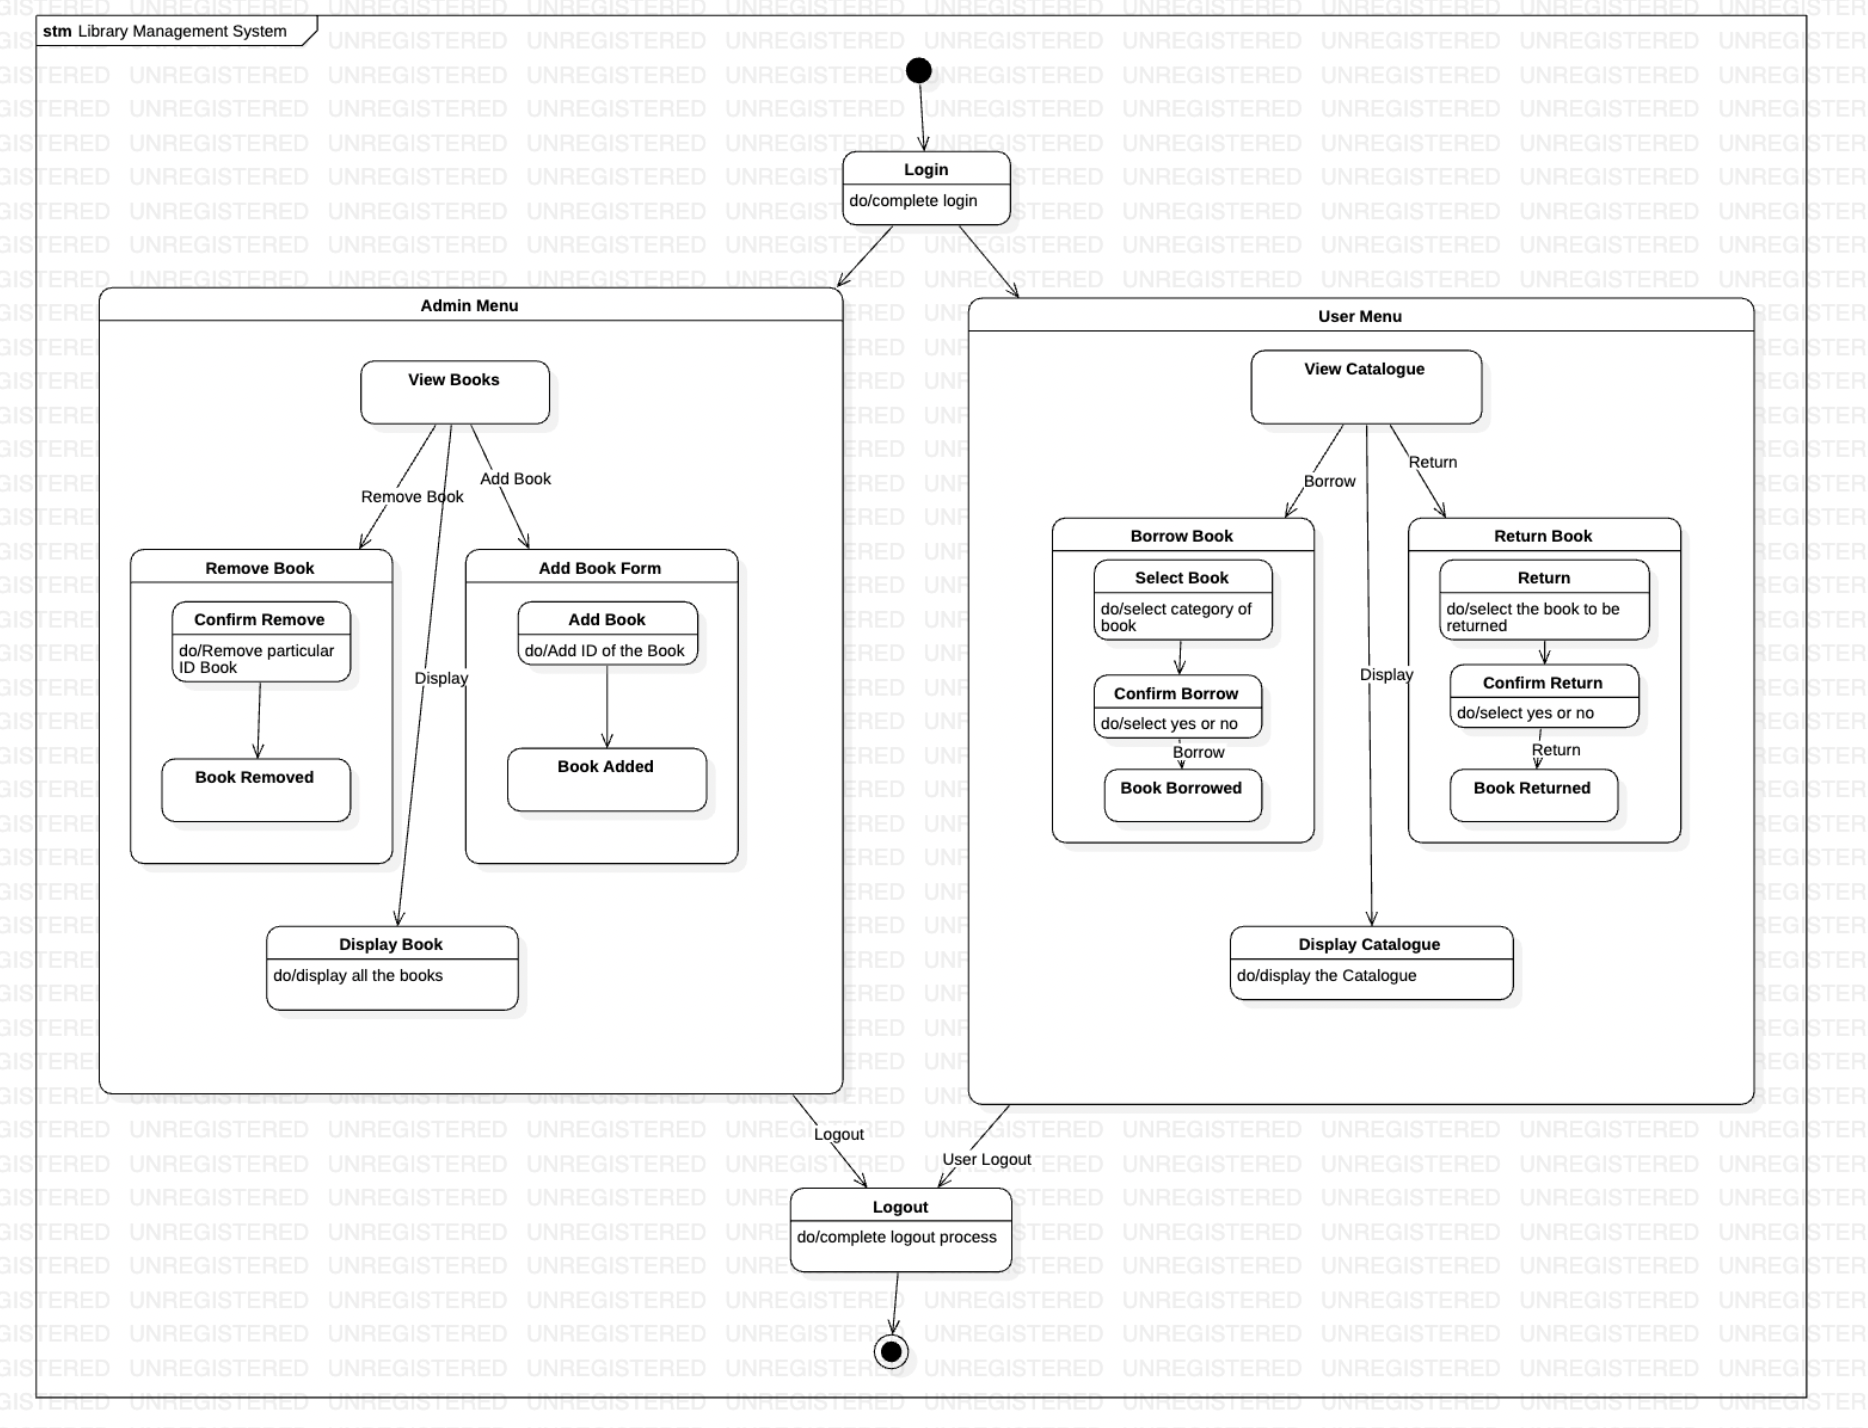 stm Library Management System
Login
do/complete login
Admin Menu
User Menu
View Books
View Catalogue
Remove Book
Add Book
Display
Borrow
Return
Display
Remove Book
Confirm Remove
do/Remove particular
ID Book
Book Removed
Add Book Form
Add Book
do/Add ID of the Book
Book Added
Display Book
do/display all the books
Borrow Book
Select Book
do/select category of
book
Confirm Borrow
do/select yes or no
Borrow
Book Borrowed
Return Book
Return
do/select the book to be
returned
Confirm Return
do/select yes or no
Return
Book Returned
Display Catalogue
do/display the Catalogue
Logout
User Logout
Logout
do/complete logout process
UNREGISTERED